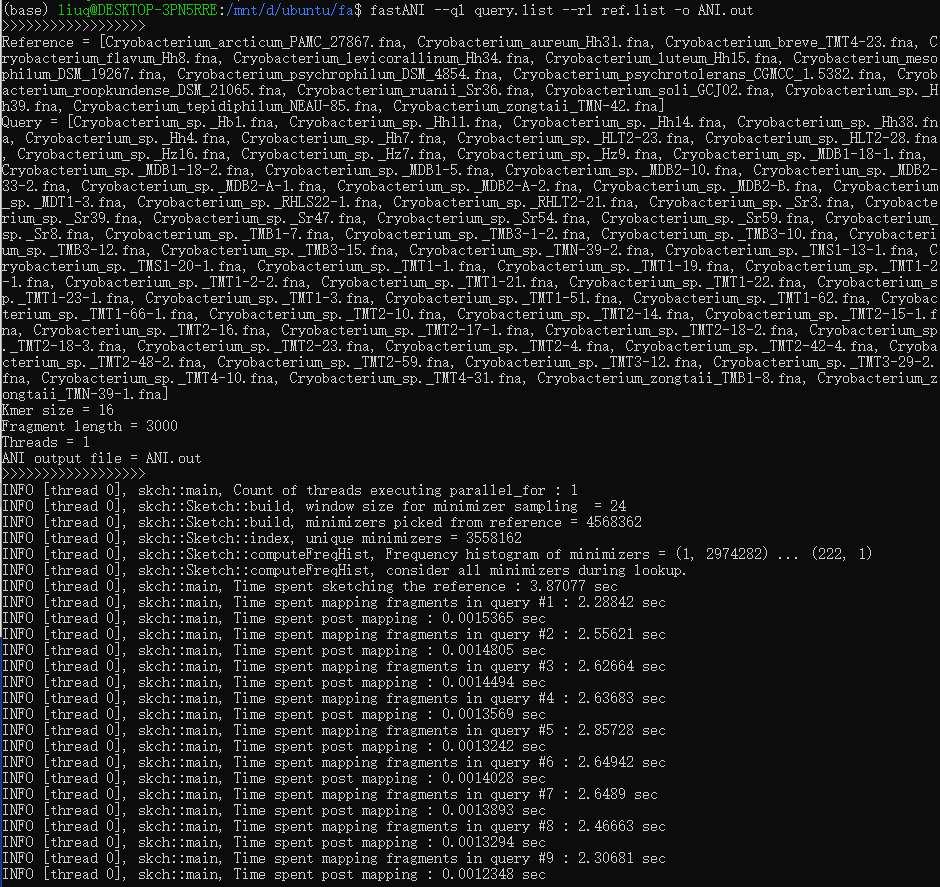 (base) liuq@DESKTOP-3PN5RRE:/mnt/d/ubuntu/fa$ fastANI --ql query.list --rl ref.list -o ANI.out
>>>>>>>>>>>>>>>>>>
Reference = [Cryobacterium_arcticum_PAMC_27867.fna, Cryobacterium_aureum_Hh31.fna, Cryobacterium_breve_TMT4-23.fna, C
ryobacterium_flavum_Hh8.fna, Cryobacterium_levicorallinum_Hh34.fna, Cryobacterium_luteum_Hh15.fna, Cryobacterium_meso
philum_DSM_19267.fna, Cryobacterium_psychrophilum_DSM_4854.fna, Cryobacterium_psychrotolerans_CGMCC_1.5382.fna, Cryob
acterium_roopkundense_DSM_21065.fna, Cryobacterium_ruanii_Sr36.fna, Cryobacterium_soli_GCJ02.fna, Cryobacterium_sp._H
h39.fna, Cryobacterium_tepidiphilum_NEAU-85.fna, Cryobacterium_zongtaii_TMN-42.fna]
Query = [Cryobacterium_sp._Hb1.fna, Cryobacterium_sp._Hh11.fna, Cryobacterium_sp._Hh14.fna, Cryobacterium_sp._Hh38.fn
a, Cryobacterium_sp._Hh4.fna, Cryobacterium_sp._Hh7.fna, Cryobacterium_sp._HLT2-23.fna, Cryobacterium_sp._HLT2-28.fna
, Cryobacterium_sp._Hz16.fna, Cryobacterium_sp._Hz7.fna, Cryobacterium_sp._Hz9.fna, Cryobacterium_sp._MDB1-18-1.fna,
Cryobacterium_sp._MDB1-18-2.fna, Cryobacterium_sp._MDB1-5.fna, Cryobacterium_sp._MDB2-10.fna, Cryobacterium_sp._MDB2-
33-2.fna, Cryobacterium_sp._MDB2-A-1.fna, Cryobacterium_sp._MDB2-A-2.fna, Cryobacterium_sp._MDB2-B.fna, Cryobacterium
_sp._MDT1-3.fna, Cryobacterium_sp._RHLS22-1.fna, Cryobacterium_sp._RHLT2-21.fna, Cryobacterium_sp._Sr3.fna, Cryobacte
rium_sp._Sr39.fna, Cryobacterium_sp._Sr47.fna, Cryobacterium_sp._Sr54.fna, Cryobacterium_sp._Sr59.fna, Cryobacterium_
sp._Sr8.fna, Cryobacterium_sp._TMB1-7.fna, Cryobacterium_sp._TMB3-1-2.fna, Cryobacterium_sp._TMB3-10.fna, Cryobacteri
um_sp._TMB3-12.fna, Cryobacterium_sp._TMB3-15.fna, Cryobacterium_sp._TMN-39-2.fna, Cryobacterium_sp._TMS1-13-1.fna, C
ryobacterium_sp._TMS1-20-1.fna, Cryobacterium_sp._TMT1-1.fna, Cryobacterium_sp._TMT1-19.fna, Cryobacterium_sp._TMT1-2
-1.fna, Cryobacterium_sp._TMT1-2-2.fna, Cryobacterium_sp._TMT1-21.fna, Cryobacterium_sp._TMT1-22.fna, Cryobacterium_s
p._TMT1-23-1.fna, Cryobacterium_sp._TMT1-3.fna, Cryobacterium_sp._TMT1-51.fna, Cryobacterium_sp._TMT1-62.fna, Cryobac
terium_sp._TMT1-66-1.fna, Cryobacterium_sp._TMT2-10.fna, Cryobacterium_sp._TMT2-14.fna, Cryobacterium_sp._TMT2-15-1.f
na, Cryobacterium_sp._TMT2-16.fna, Cryobacterium_sp._TMT2-17-1.fna, Cryobacterium_sp._TMT2-18-2.fna, Cryobacterium_sp
._TMT2-18-3.fna, Cryobacterium_sp._TMT2-23.fna, Cryobacterium_sp._TMT2-4.fna, Cryobacterium_sp._TMT2-42-4.fna, Cryoba
cterium_sp._TMT2-48-2.fna, Cryobacterium_sp._TMT2-59.fna, Cryobacterium_sp._TMT3-12.fna, Cryobacterium_sp._TMT3-29-2.
fna, Cryobacterium_sp._TMT4-10.fna, Cryobacterium_sp._TMT4-31.fna, Cryobacterium_zongtaii_TMB1-8.fna, Cryobacterium_z
ongtaii_TMN-39-1.fna]
Kmer size = 16
Fragment length = 3000
Threads = 1
ANI output file = ANI.out
>>>>>>>>>>>>>>>>>>
INFO [thread 0], skch::main, Count of threads executing parallel_for : 1
INFO [thread 0], skch::Sketch::build, window size for minimizer sampling  = 24
INFO [thread 0], skch::Sketch::build, minimizers picked from reference = 4568362
INFO [thread 0], skch::Sketch::index, unique minimizers = 3558162
INFO [thread 0], skch::Sketch::computeFreqHist, Frequency histogram of minimizers = (1, 2974282) ... (222, 1)
INFO [thread 0], skch::Sketch::computeFreqHist, consider all minimizers during lookup.
INFO [thread 0], skch::main, Time spent sketching the reference : 3.87077 sec
INFO [thread 0], skch::main, Time spent mapping fragments in query #1 : 2.28842 sec
INFO [thread 0], skch::main, Time spent post mapping : 0.0015365 sec
INFO [thread 0], skch::main, Time spent mapping fragments in query #2 : 2.55621 sec
INFO [thread 0], skch::main, Time spent post mapping : 0.0014805 sec
INFO [thread 0], skch::main, Time spent mapping fragments in query #3 : 2.62664 sec
INFO [thread 0], skch::main, Time spent post mapping : 0.0014494 sec
INFO [thread 0], skch::main, Time spent mapping fragments in query #4 : 2.63683 sec
INFO [thread 0], skch::main, Time spent post mapping : 0.0013569 sec
INFO [thread 0], skch::main, Time spent mapping fragments in query #5 : 2.85728 sec
INFO [thread 0], skch::main, Time spent post mapping : 0.0013242 sec
INFO [thread 0], skch::main, Time spent mapping fragments in query #6 : 2.64942 sec
INFO [thread 0], skch::main, Time spent post mapping : 0.0014028 sec
INFO [thread 0], skch::main, Time spent mapping fragments in query #7 : 2.6489 sec
INFO [thread 0], skch::main, Time spent post mapping : 0.0013893 sec
INFO [thread 0], skch::main, Time spent mapping fragments in query #8 : 2.46663 sec
INFO [thread 0], skch::main, Time spent post mapping : 0.0013294 sec
INFO [thread 0], skch::main, Time spent mapping fragments in query #9 : 2.30681 sec
INFO [thread 0], skch::main, Time spent post mapping : 0.0012348 sec